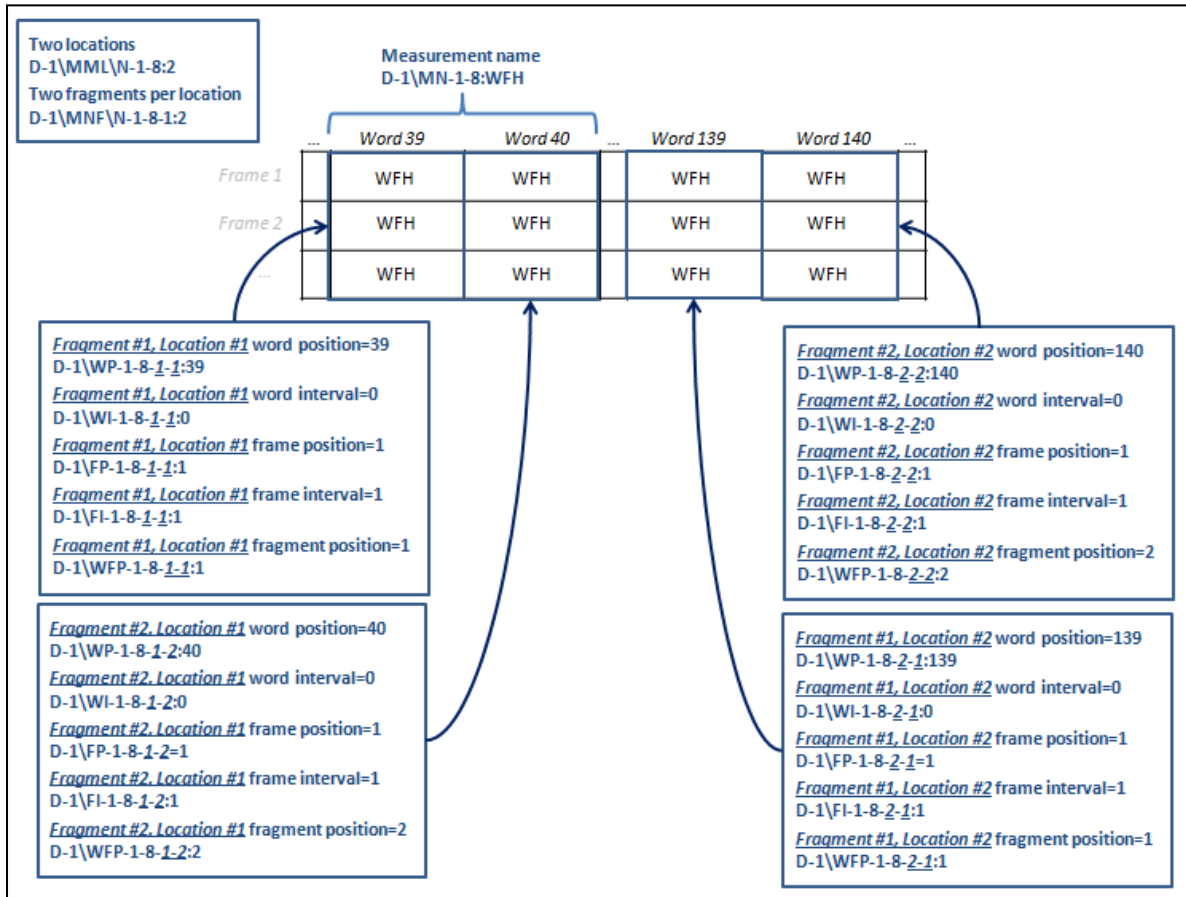 Two locations
D-1\MML\N-1-8:2
Two fragments per location
D-1\MNF\N-1-8-1:2
Measurement name
D-1\MN-1-8:WFH
... Word 39 Word 40 ... Word 139 Word 140 ...
Frame 1 WFH WFH WFH WFH
Frame 2 WFH WFH WFH WFH
... WFH WFH WFH WFH
Fragment #1, Location #1 word position=39
D-1\WP-1-8-1-1:39
Fragment #1, Location #1 word interval=0
D-1\WI-1-8-1-1:0
Fragment #1, Location #1 frame position=1
D-1\FP-1-8-1-1:1
Fragment #1, Location #1 frame interval=1
D-1\FI-1-8-1-1:1
Fragment #1, Location #1 fragment position=1
D-1\WFP-1-8-1-1:1
Fragment #2, Location #1 word position=40
D-1\WP-1-8-1-2:40
Fragment #2, Location #1 word interval=0
D-1\WI-1-8-1-2:0
Fragment #2, Location #1 frame position=1
D-1\FP-1-8-1-2=1
Fragment #2, Location #1 frame interval=1
D-1\FI-1-8-1-2:1
Fragment #2, Location #1 fragment position=2
D-1\WFP-1-8-1-2:2
Fragment #2, Location #2 word position=140
D-1\WP-1-8-2-2:140
Fragment #2, Location #2 word interval=0
D-1\WI-1-8-2-2:0
Fragment #2, Location #2 frame position=1
D-1\FP-1-8-2-2:1
Fragment #2, Location #2 frame interval=1
D-1\FI-1-8-2-2:1
Fragment #2, Location #2 fragment position=2
D-1\WFP-1-8-2-2:2
Fragment #1, Location #2 word position=139
D-1\WP-1-8-2-1:139
Fragment #1, Location #2 word interval=0
D-1\WI-1-8-2-1:0
Fragment #1, Location #2 frame position=1
D-1\FP-1-8-2-1=1
Fragment #1, Location #2 frame interval=1
D-1\FI-1-8-2-1:1
Fragment #1, Location #2 fragment position=1
D-1\WFP-1-8-2-1:1